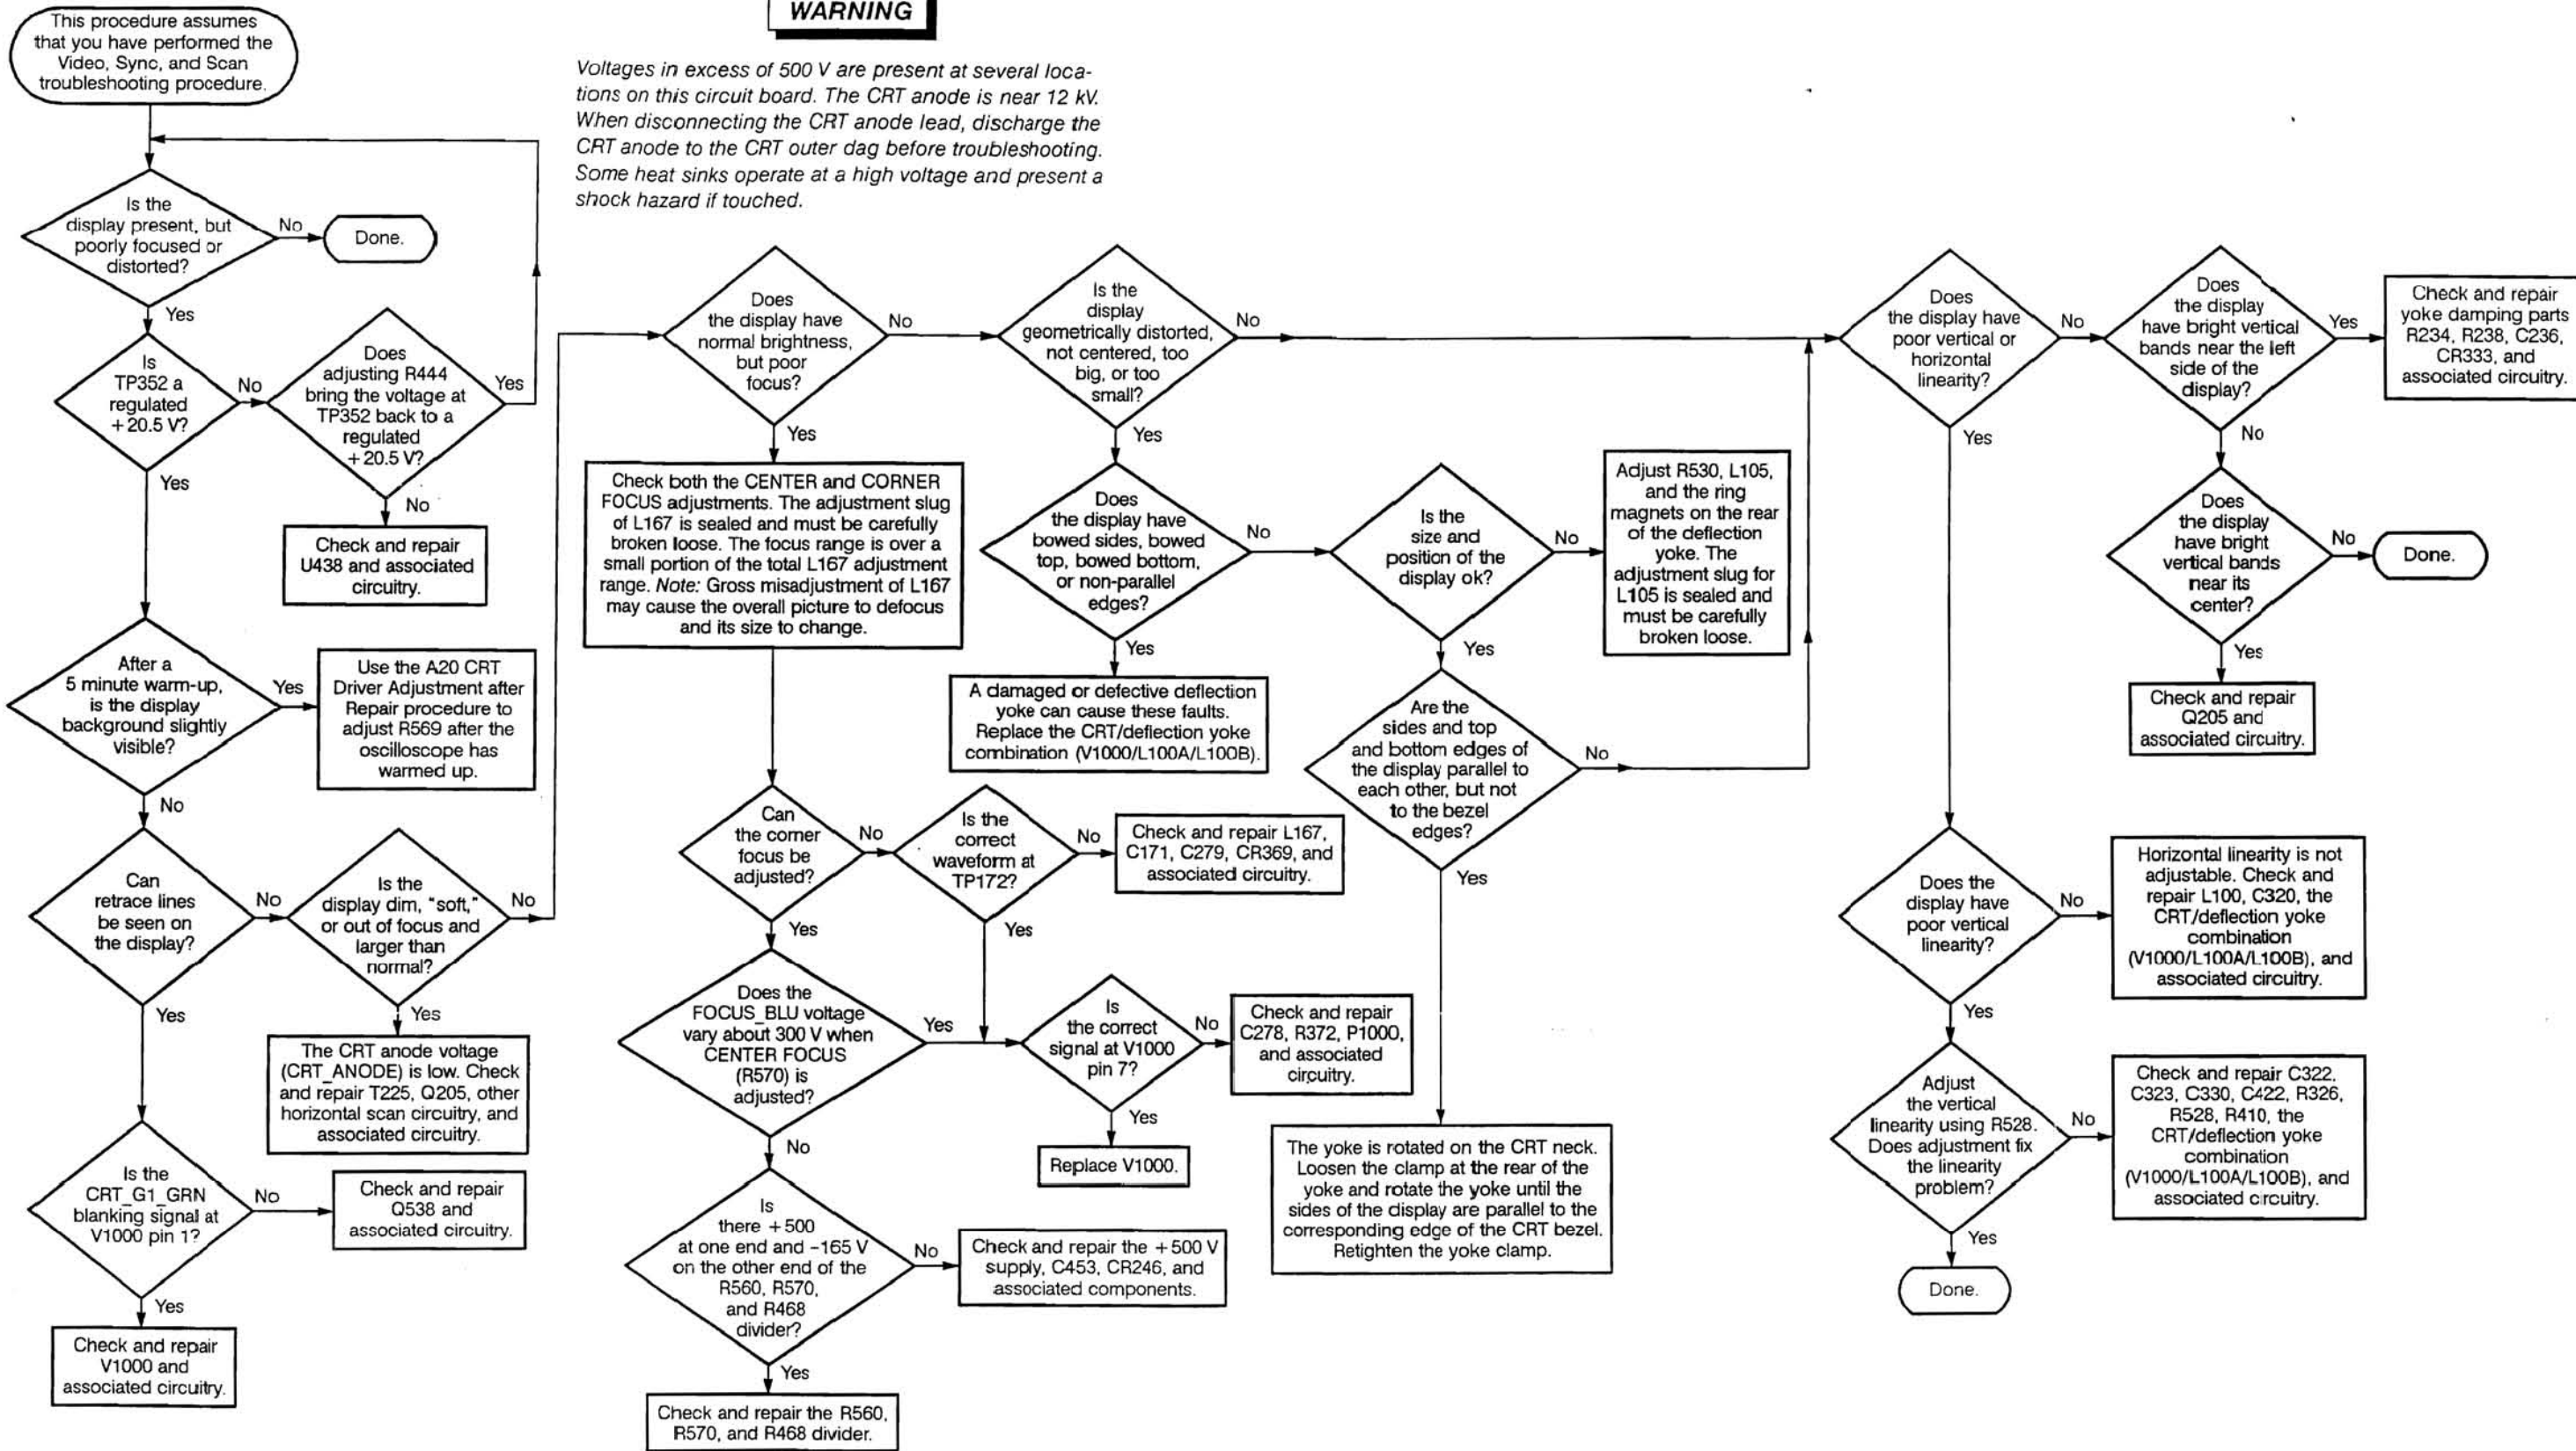 This procedure assumes
that you have performed the
Video, Sync, and Scan
troubleshooting procedure.
WARNING
Voltages in excess of 500 V are present at several loca-
tions on this circuit board. The CRT anode is near 12 kV.
When disconnecting the CRT anode lead, discharge the
CRT anode to the CRT outer dag before troubleshooting.
Some heat sinks operate at a high voltage and present a
shock hazard if touched.
Is the
display present, but
poorly focused or
distorted?
No
Done.
Yes
Is
TP352 a
regulated
+20.5 V?
No
Does
adjusting R444
bring the voltage at
TP352 back to a
regulated
+20.5 V?
Yes
No
Check and repair
U438 and associated
circuitry.
Yes
After a
5 minute warm-up,
is the display
background slightly
visible?
Yes
Use the A20 CRT
Driver Adjustment after
Repair procedure to
adjust R569 after the
oscilloscope has
warmed up.
No
Can
retrace lines
be seen on
the display?
No
Is the
display dim, "soft,"
or out of focus and
larger than
normal?
No
Yes
The CRT anode voltage
(CRT_ANODE) is low. Check
and repair T225, Q205, other
horizontal scan circuitry, and
associated circuitry.
Yes
Is the
CRT_G1_GRN
blanking signal at
V1000 pin 1?
No
Check and repair
Q538 and
associated circuitry.
Yes
Check and repair
V1000 and
associated circuitry.
Does
the display have
normal brightness,
but poor
focus?
No
Yes
Check both the CENTER and CORNER
FOCUS adjustments. The adjustment slug
of L167 is sealed and must be carefully
broken loose. The focus range is over a
small portion of the total L167 adjustment
range. Note: Gross misadjustment of L167
may cause the overall picture to defocus
and its size to change.
Can
the corner
focus be
adjusted?
No
Is the
correct
waveform at
TP172?
No
Check and repair L167,
C171, C279, CR369, and
associated circuitry.
Yes
Yes
Does the
FOCUS_BLU voltage
vary about 300 V when
CENTER FOCUS
(R570) is
adjusted?
Yes
Is
the correct
signal at V1000
pin 7?
No
Check and repair
C278, R372, P1000,
and associated
circuitry.
Yes
Replace V1000.
No
Is
there +500
at one end and -165 V
on the other end of the
R560, R570,
and R468
divider?
No
Check and repair the +500 V
supply, C453, CR246, and
associated components.
Yes
Check and repair the R560,
R570, and R468 divider.
Is the
display
geometrically distorted,
not centered, too
big, or too
small?
No
Yes
Does
the display have
bowed sides, bowed
top, bowed bottom,
or non-parallel
edges?
No
Yes
A damaged or defective deflection
yoke can cause these faults.
Replace the CRT/deflection yoke
combination (V1000/L100A/L100B).
Is the
size and
position of the
display ok?
No
Adjust R530, L105,
and the ring
magnets on the rear
of the deflection
yoke. The
adjustment slug for
L105 is sealed and
must be carefully
broken loose.
Yes
Are the
sides and top
and bottom edges of
the display parallel to
each other, but not
to the bezel
edges?
No
Yes
The yoke is rotated on the CRT neck.
Loosen the clamp at the rear of the
yoke and rotate the yoke until the
sides of the display are parallel to the
corresponding edge of the CRT bezel.
Retighten the yoke clamp.
Does
the display have
poor vertical or
horizontal
linearity?
No
Does
the display
have bright vertical
bands near the left
side of the
display?
Yes
Check and repair
yoke damping parts
R234, R238, C236,
CR333, and
associated circuitry.
No
Does
the display
have bright
vertical bands
near its
center?
No
Done.
Yes
Check and repair
Q205 and
associated circuitry.
Yes
Does the
display have
poor vertical
linearity?
No
Horizontal linearity is not
adjustable. Check and
repair L100, C320, the
CRT/deflection yoke
combination
(V1000/L100A/L100B), and
associated circuitry.
Yes
Adjust
the vertical
linearity using R528.
Does adjustment fix
the linearity
problem?
No
Check and repair C322,
C323, C330, C422, R326,
R528, R410, the
CRT/deflection yoke
combination
(V1000/L100A/L100B), and
associated circuitry.
Yes
Done.